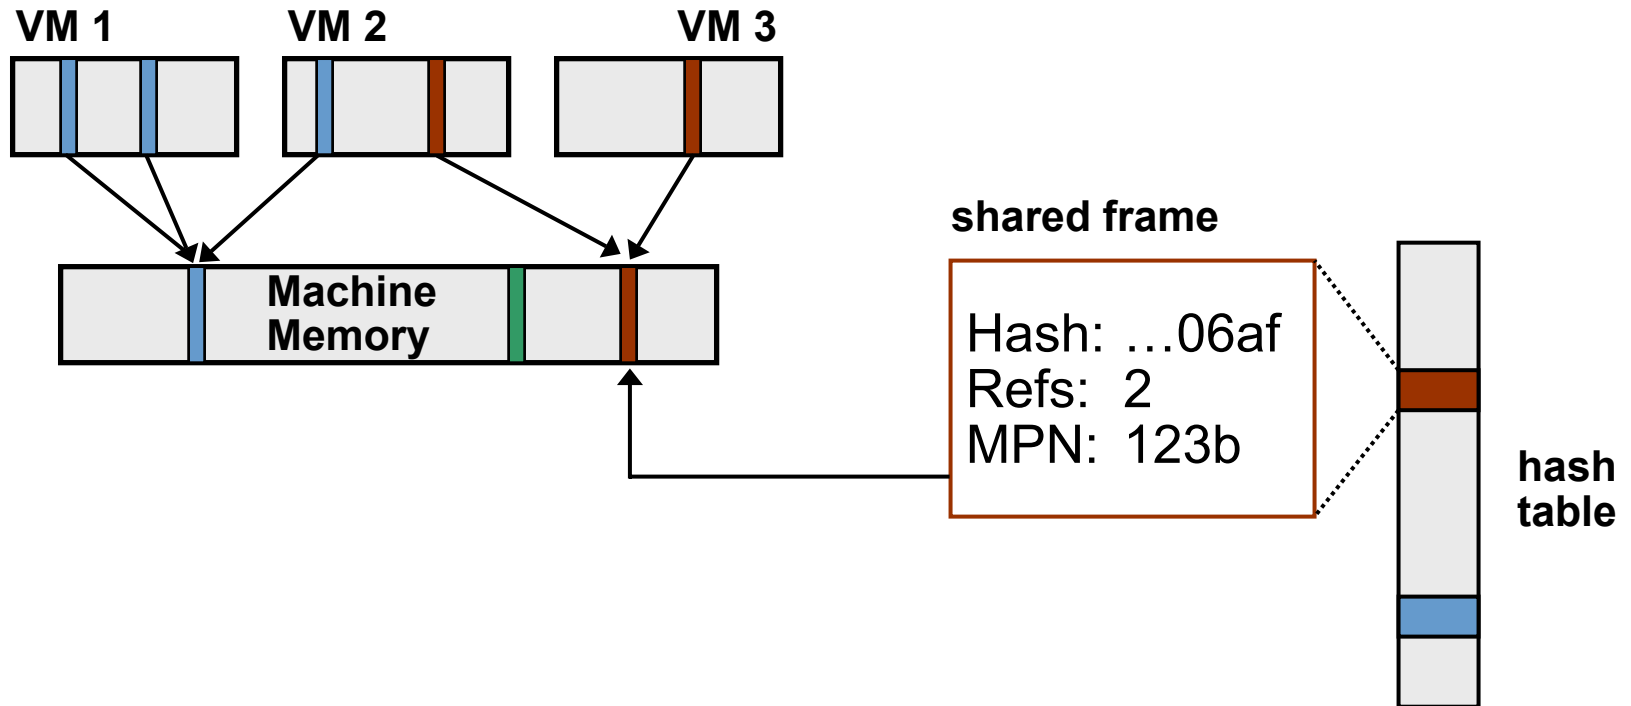 VM 1
VM 2
VM 3
Machine
Memory
shared frame
Hash: …06af
Refs: 2
MPN: 123b
hash
table